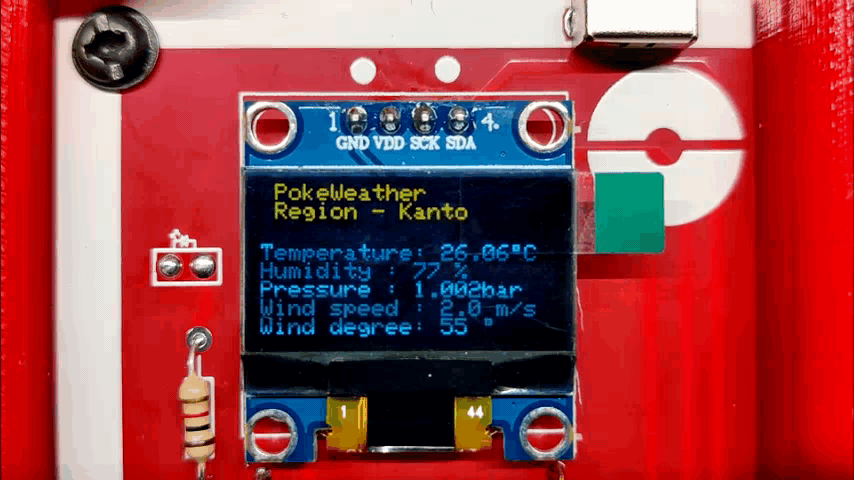 1 4.
GND VDD SCK SDA
PokeWeather
Region - Kanto
Temperature: 26.06°C
Humidity : 77 %
Pressure : 1.002bar
Wind speed : 2.0 m/s
Wind degree: 55 °
1 44